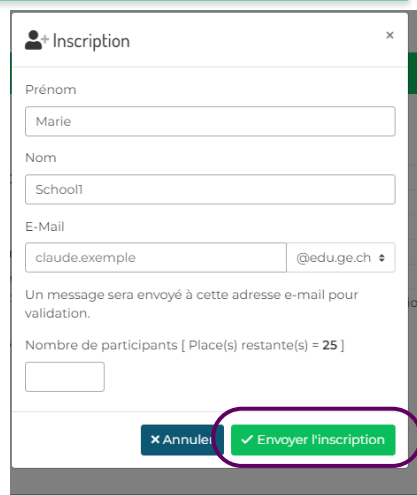 Inscription ×
Prénom
Marie
Nom
School1
E-Mail
claude.exemple @edu.ge.ch
Un message sera envoyé à cette adresse e-mail pour
validation.
Nombre de participants [ Place(s) restante(s) = 25 ]
× Annuler ✓ Envoyer l'inscription